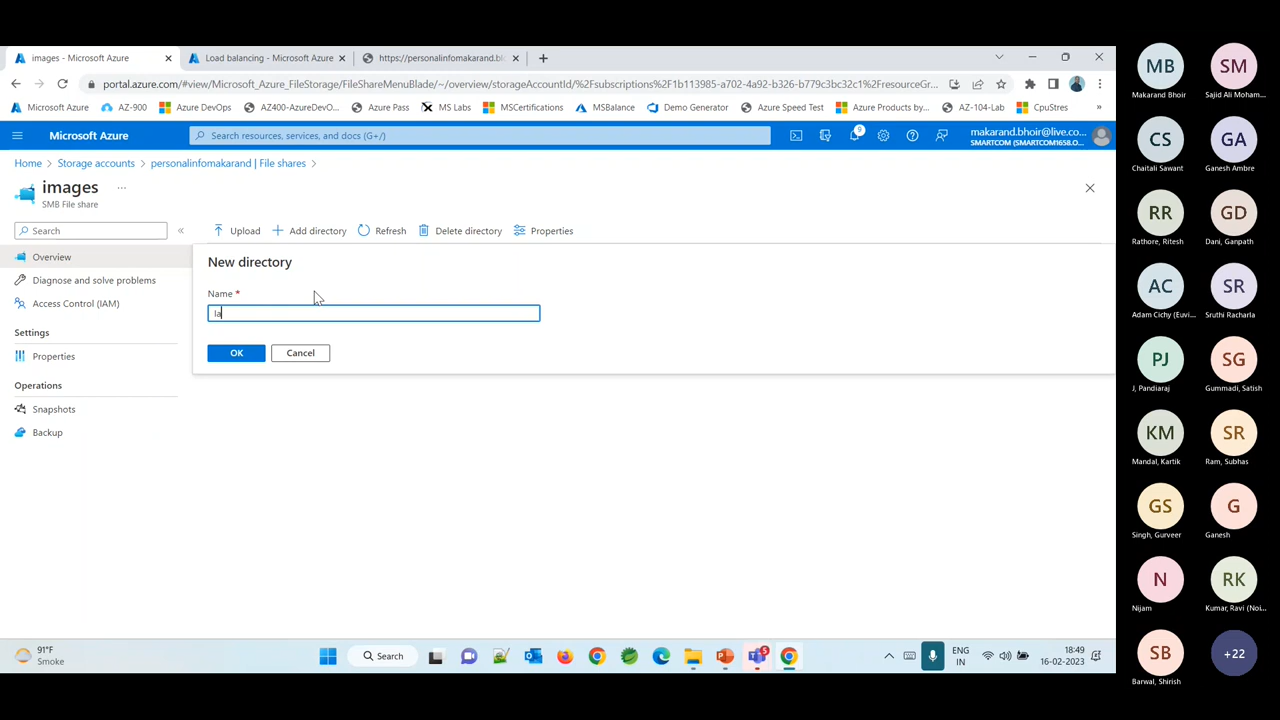 images - Microsoft Azure
Load balancing - Microsoft Azure
https://personalinfomakarand.bl
portal.azure.com/#view/Microsoft_Azure_FileStorage/FileShareMenuBlade/~/overview/storageAccountId/%2Fsubscriptions%2F1b113985-a702-4a92-b326-b779c3bc32c1%2FresourceGr...
Microsoft Azure
AZ-900
Azure DevOps
AZ400-AzureDevO...
Azure Pass
MS Labs
MSCertifications
MSBalance
Demo Generator
Azure Speed Test
Azure Products by...
AZ-104-Lab
CpuStres
»
Microsoft Azure
Search resources, services, and docs (G+/)
9
makarand.bhoir@live.co...
SMARTCOM (SMARTCOM1658.O...
Home > Storage accounts > personalinfomakarand | File shares >
images ...
SMB File share
Search
«
Upload
Add directory
Refresh
Delete directory
Properties
Overview
Diagnose and solve problems
Access Control (IAM)
Settings
Properties
Operations
Snapshots
Backup
New directory
Name *
la
OK
Cancel
91°F
Smoke
Search
5
ENG
IN
18:49
16-02-2023
MB
Makarand Bhoir
SM
Sajid Ali Moham...
CS
Chaitali Sawant
GA
Ganesh Ambre
RR
Rathore, Ritesh
GD
Dani, Ganpath
AC
Adam Cichy (Euvi...
SR
Sruthi Racharla
PJ
J, Pandiaraj
SG
Gummadi, Satish
KM
Mandal, Kartik
SR
Ram, Subhas
GS
Singh, Gurveer
G
Ganesh
N
Nijam
RK
Kumar, Ravi (Noi...
SB
Barwal, Shirish
+22